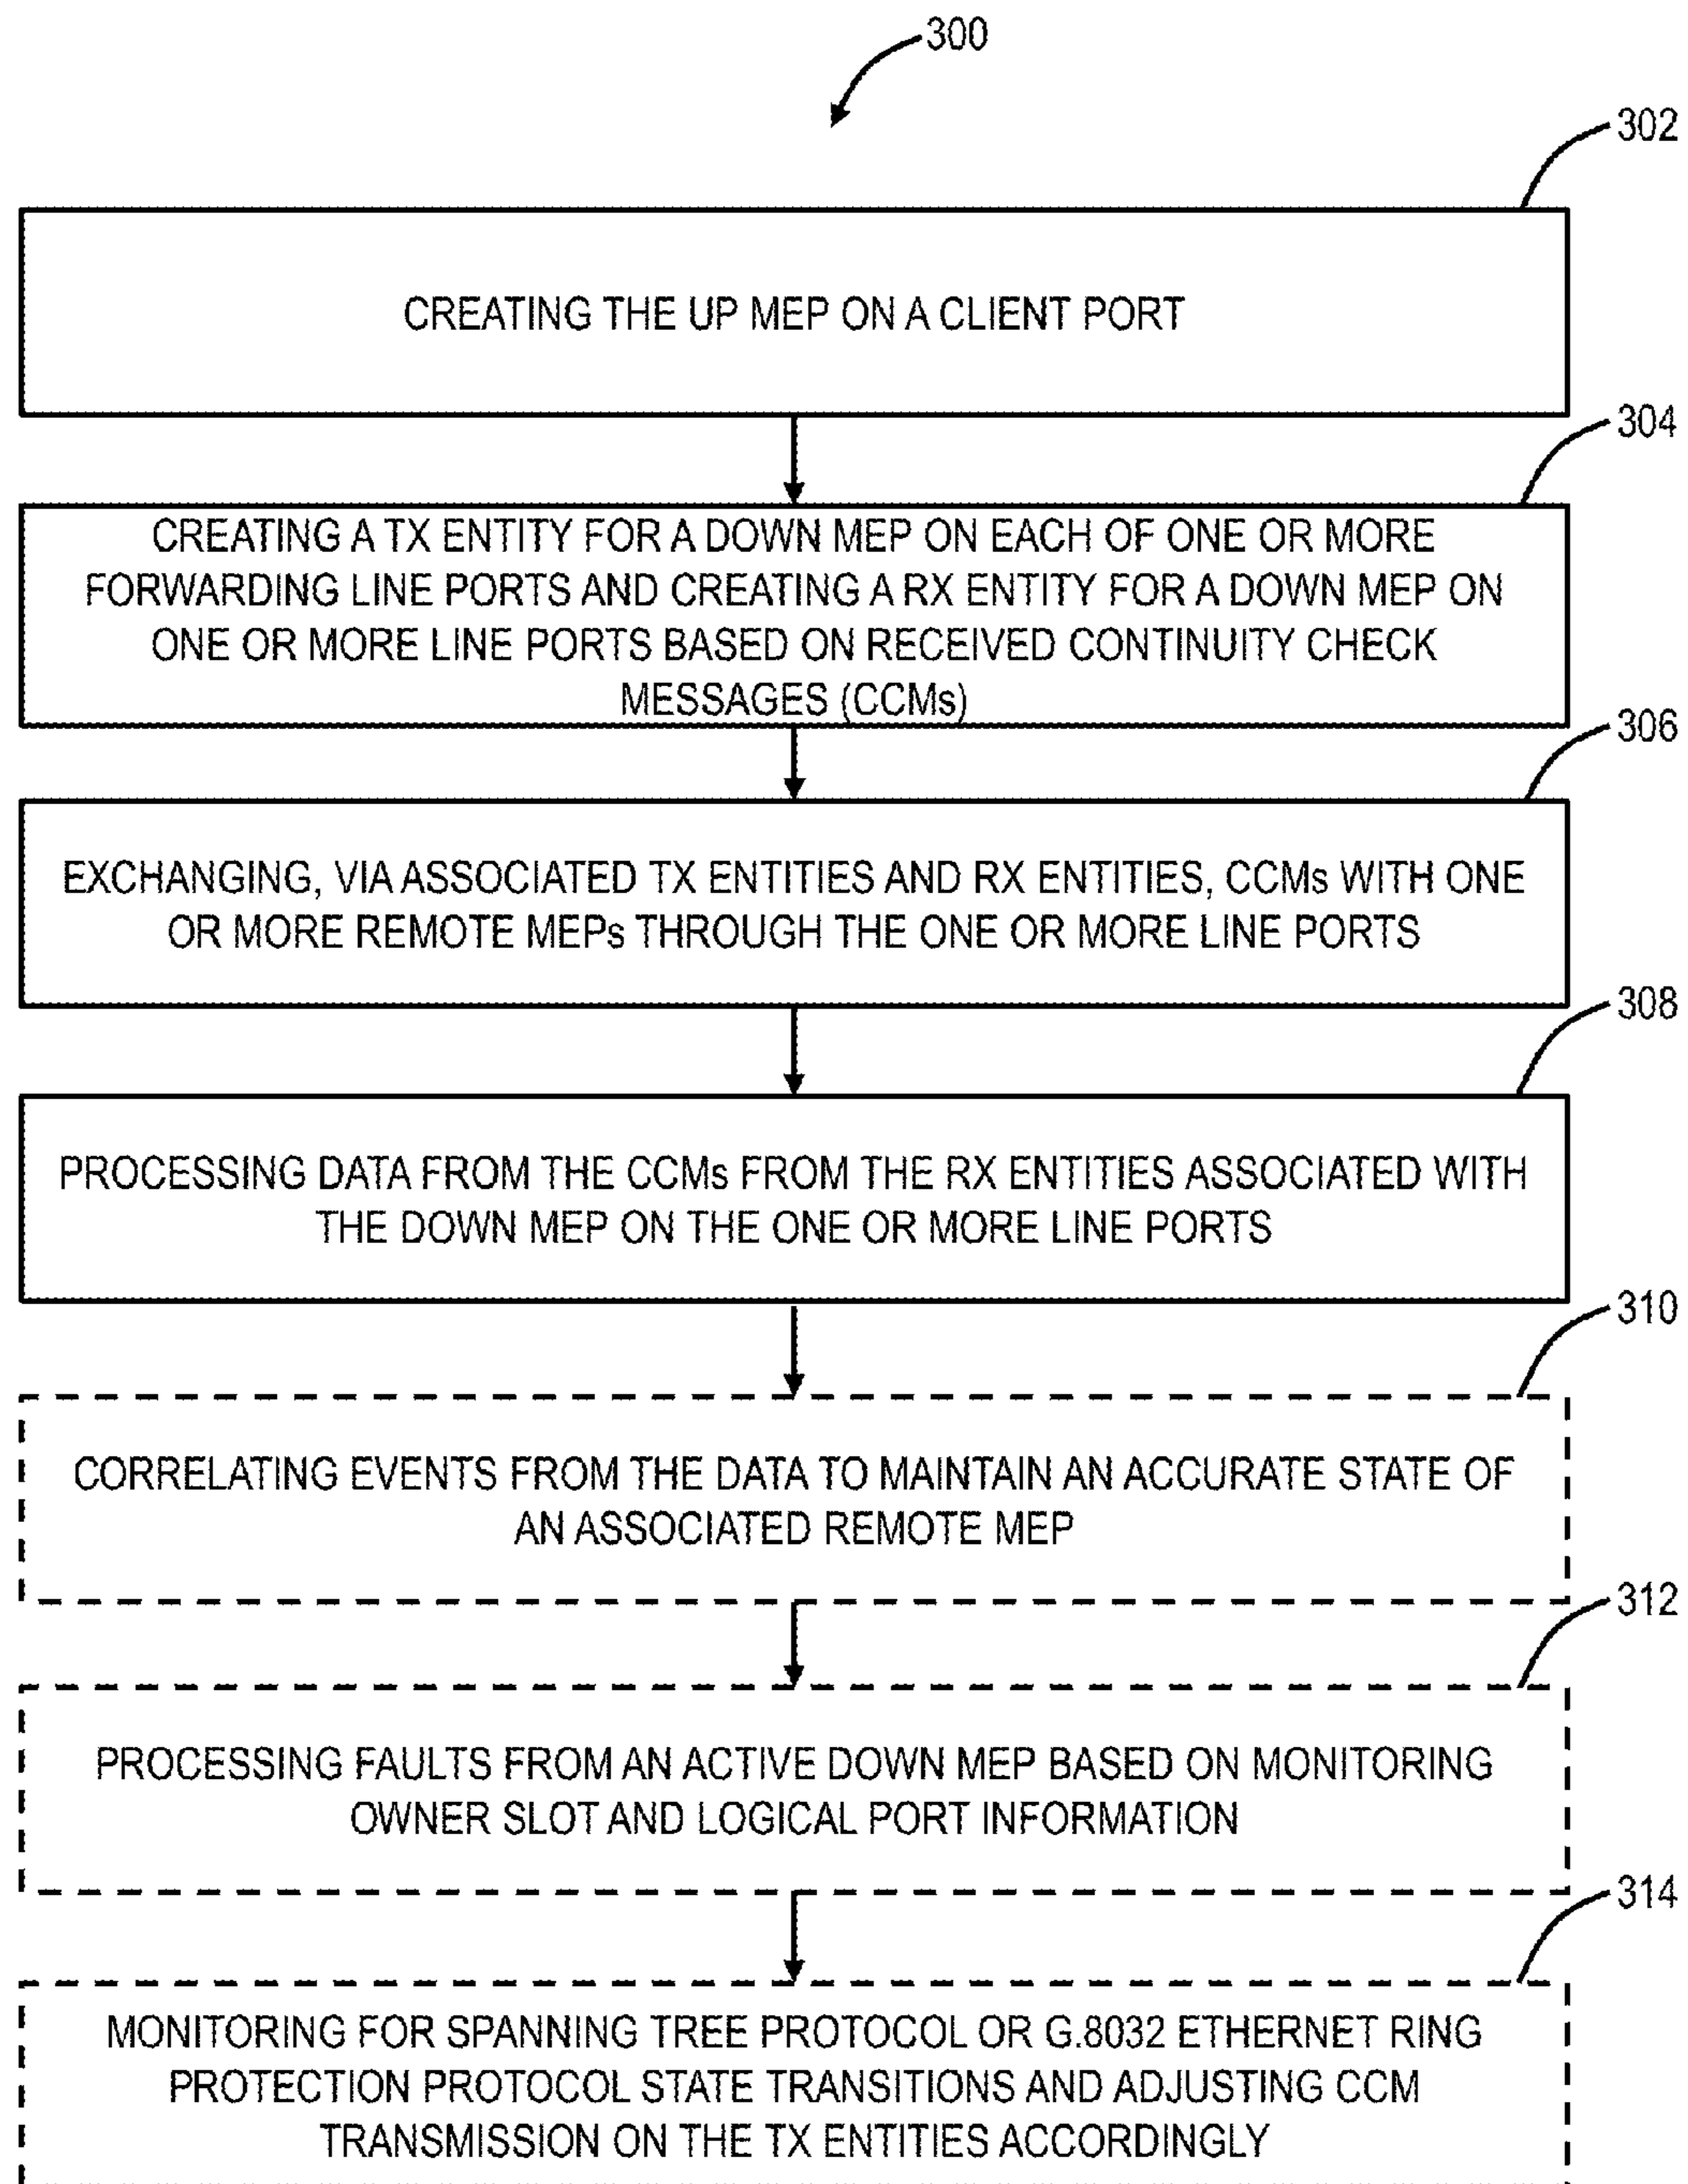 300
302
CREATING THE UP MEP ON A CLIENT PORT
304
CREATING A TX ENTITY FOR A DOWN MEP ON EACH OF ONE OR MORE
FORWARDING LINE PORTS AND CREATING A RX ENTITY FOR A DOWN MEP ON
ONE OR MORE LINE PORTS BASED ON RECEIVED CONTINUITY CHECK
MESSAGES (CCMs)
306
EXCHANGING, VIA ASSOCIATED TX ENTITIES AND RX ENTITIES, CCMs WITH ONE
OR MORE REMOTE MEPs THROUGH THE ONE OR MORE LINE PORTS
308
PROCESSING DATA FROM THE CCMs FROM THE RX ENTITIES ASSOCIATED WITH
THE DOWN MEP ON THE ONE OR MORE LINE PORTS
310
CORRELATING EVENTS FROM THE DATA TO MAINTAIN AN ACCURATE STATE OF
AN ASSOCIATED REMOTE MEP
312
PROCESSING FAULTS FROM AN ACTIVE DOWN MEP BASED ON MONITORING
OWNER SLOT AND LOGICAL PORT INFORMATION
314
MONITORING FOR SPANNING TREE PROTOCOL OR G.8032 ETHERNET RING
PROTECTION PROTOCOL STATE TRANSITIONS AND ADJUSTING CCM
TRANSMISSION ON THE TX ENTITIES ACCORDINGLY